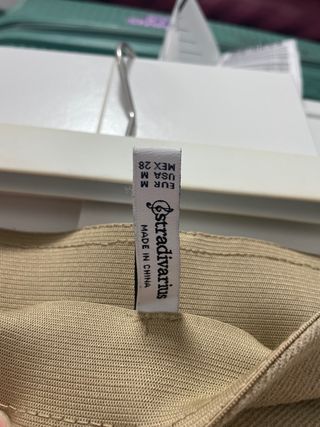 EUR M
USA M
MEX 28
stradivarius
MADE IN CHINA